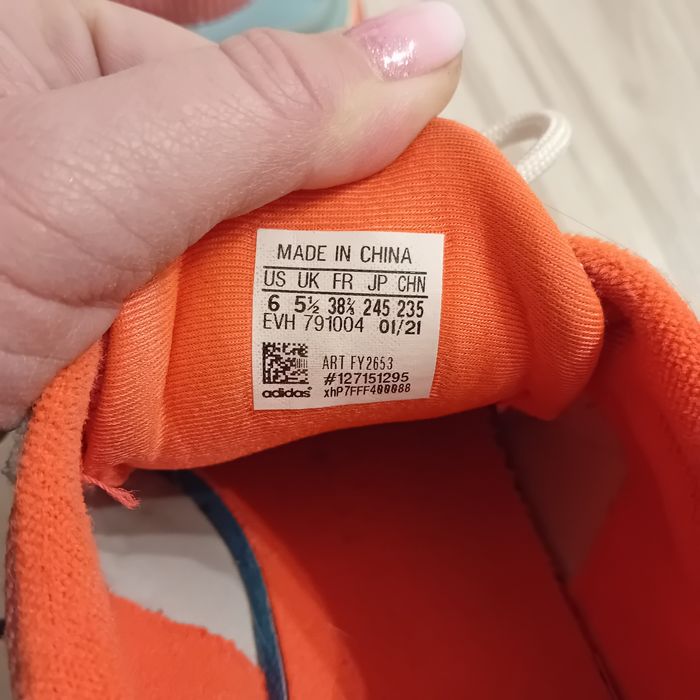 MADE IN CHINA
US UK FR JP CHN
6 5½ 38⅔ 245 235
EVH 791004 01/21
ART FY2653
#127151295
adidas xhP7FFF400088